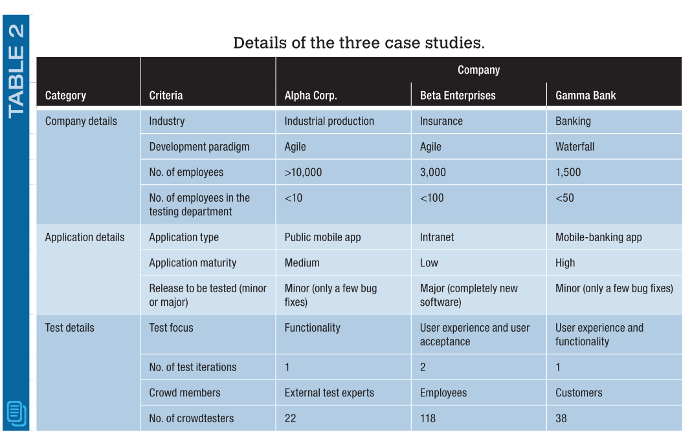 TABLE 2
Details of the three case studies.
Company
Category Criteria Alpha Corp. Beta Enterprises Gamma Bank
Company details Industry Industrial production Insurance Banking
Development paradigm Agile Agile Waterfall
No. of employees >10,000 3,000 1,500
No. of employees in the testing department <10 <100 <50
Application details Application type Public mobile app Intranet Mobile-banking app
Application maturity Medium Low High
Release to be tested (minor or major) Minor (only a few bug fixes) Major (completely new software) Minor (only a few bug fixes)
Test details Test focus Functionality User experience and user acceptance User experience and functionality
No. of test iterations 1 2 1
Crowd members External test experts Employees Customers
No. of crowdtesters 22 118 38